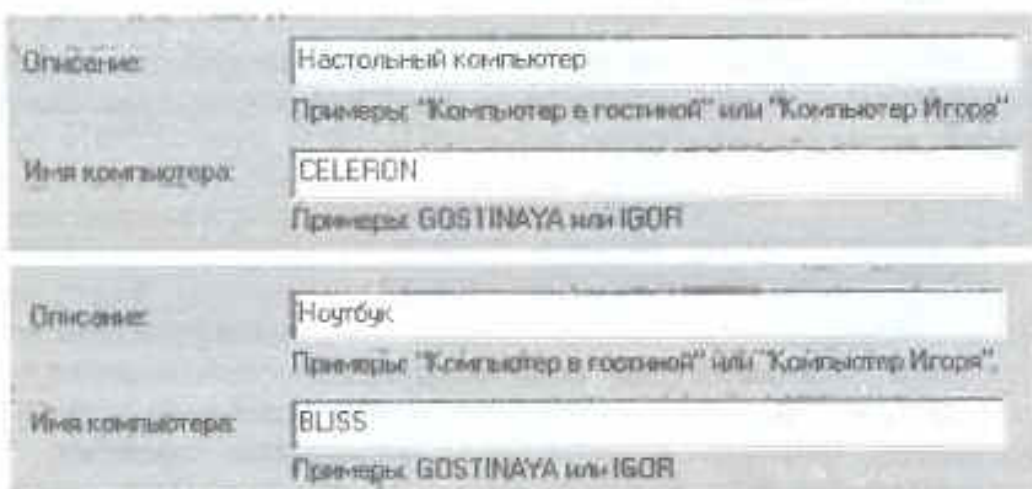 Описание: Настольный компьютер
Примеры: "Компьютер в гостиной" или "Компьютер Игоря"
Имя компьютера: CELERON
Примеры: GOSTINAYA или IGOR
Описание: Ноутбук
Примеры: "Компьютер в гостиной" или "Компьютер Игоря".
Имя компьютера: BLISS
Примеры: GOSTINAYA или IGOR